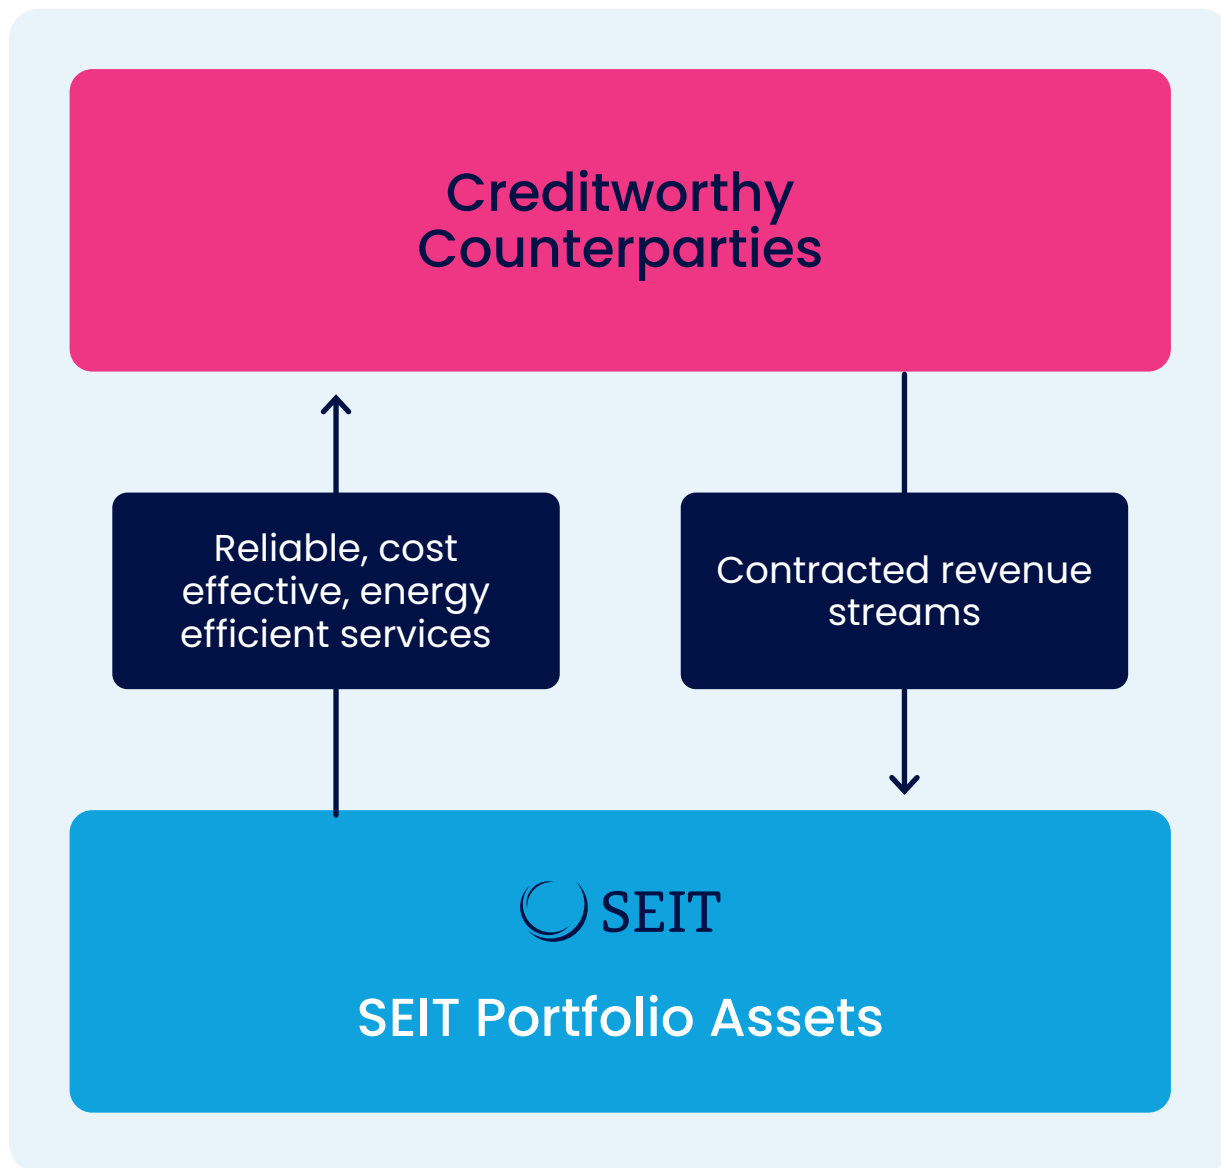 Creditworthy
Counterparties
Reliable, cost
effective, energy
efficient services
Contracted revenue
streams
SEIT
SEIT Portfolio Assets